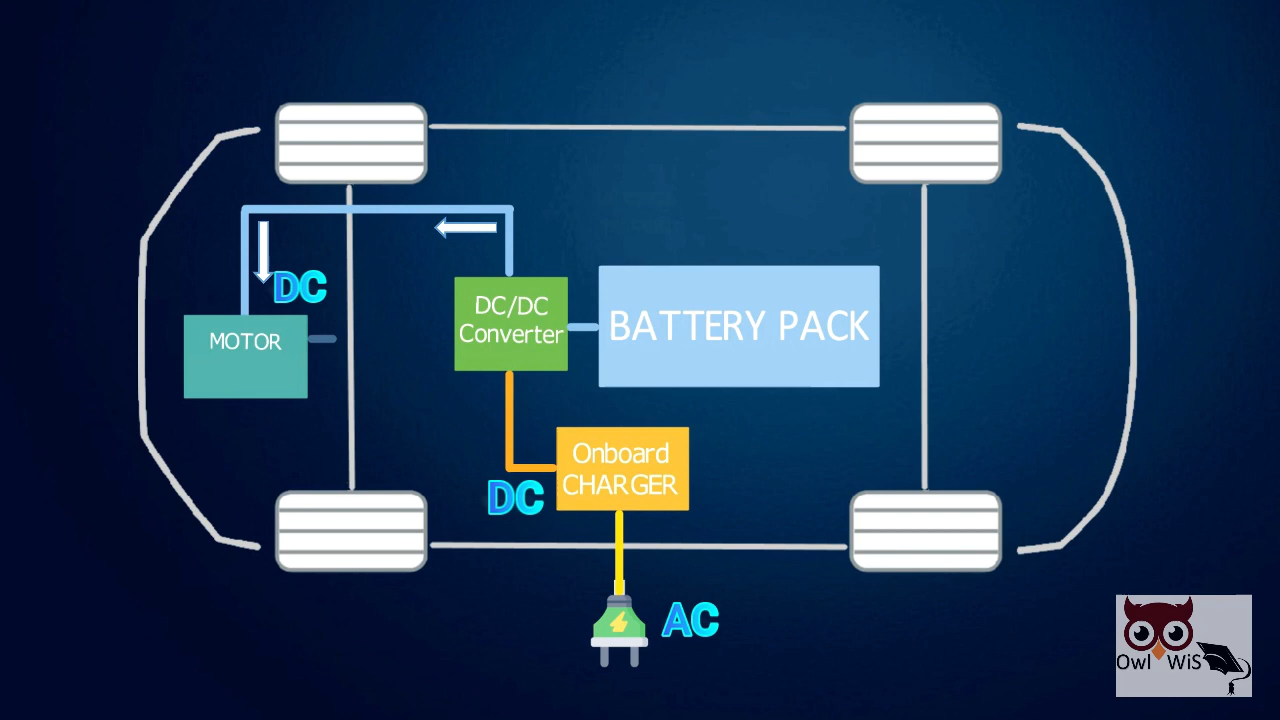 DC
MOTOR
DC/DC
Converter
BATTERY PACK
Onboard
CHARGER
DC
AC
Owl WiS